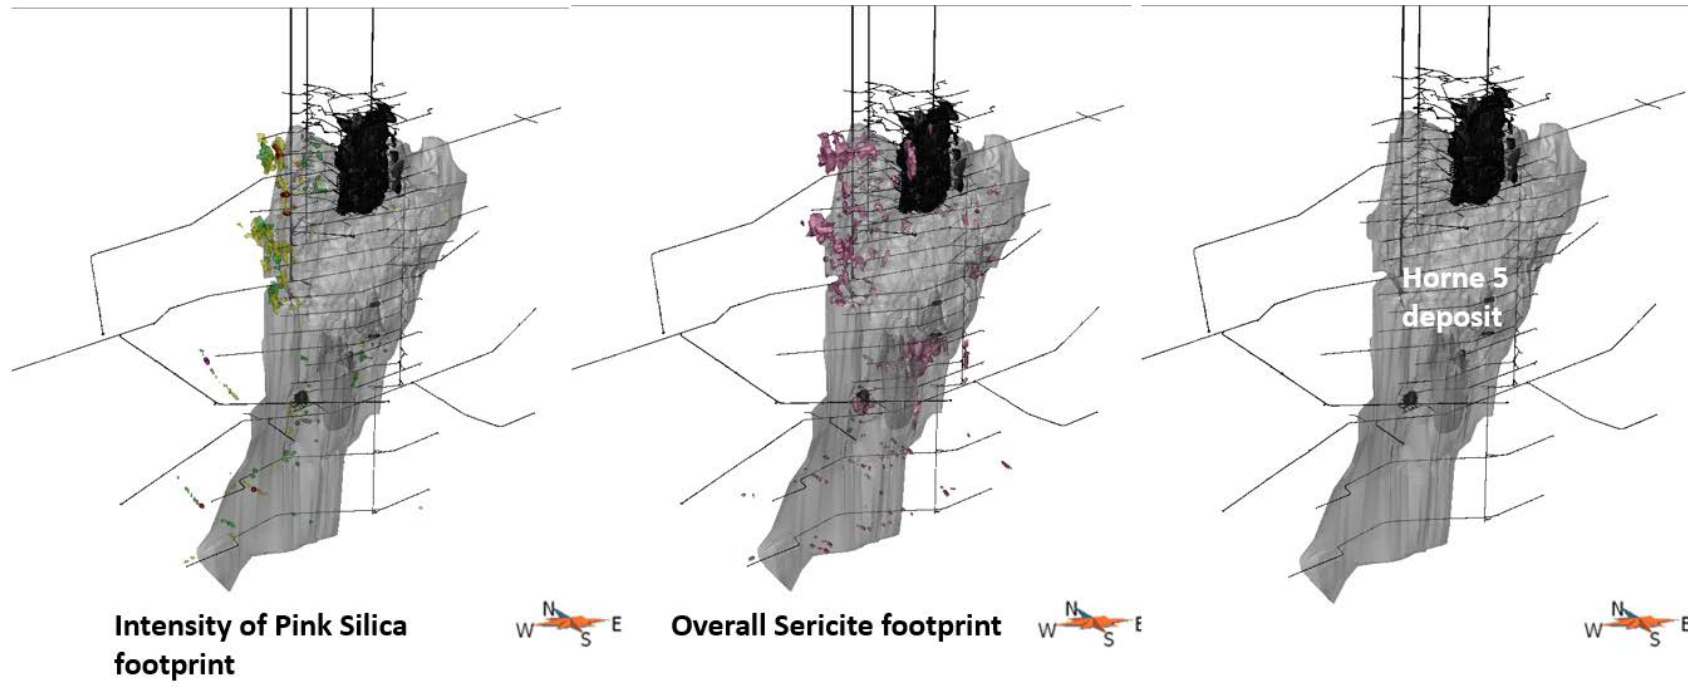 Horne 5
deposit
Intensity of Pink Silica
footprint
N
W
E
S
Overall Sericite footprint
N
W
E
S
N
W
E
S